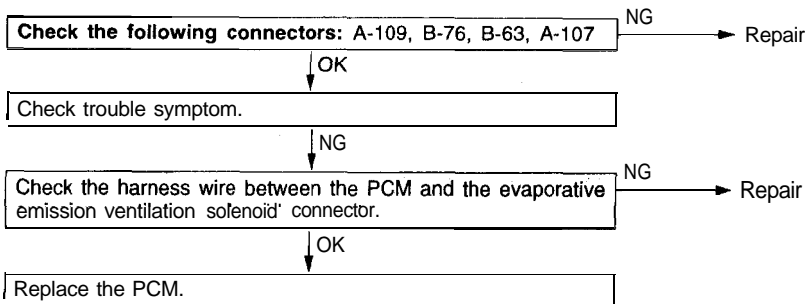 Check the following connectors: A-109, B-76, B-63, A-107
NG
Repair
OK
Check trouble symptom.
NG
Check the harness wire between the PCM and the evaporative
emission ventilation solenoid' connector.
NG
Repair
OK
Replace the PCM.